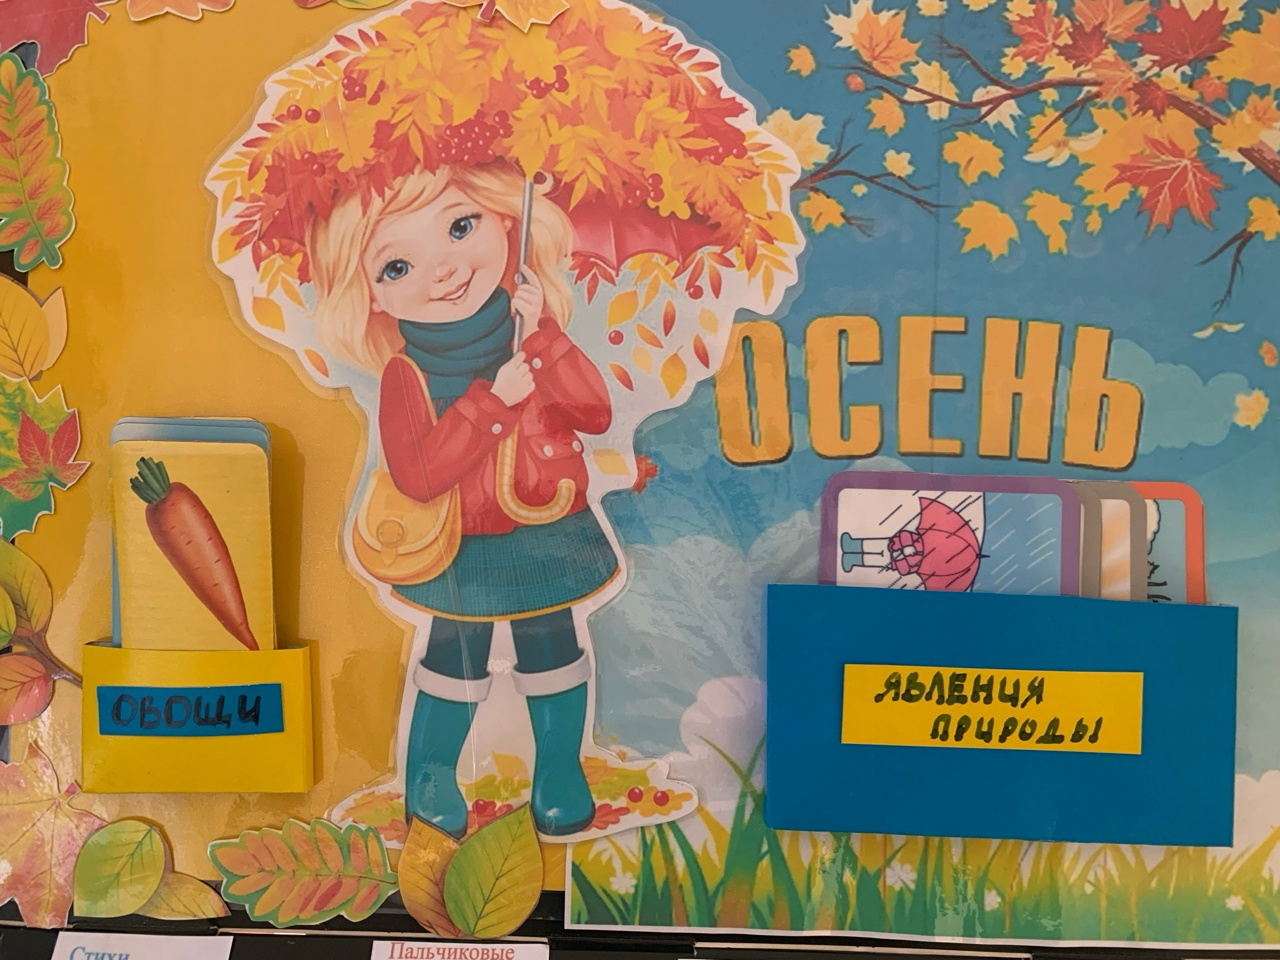 ОСЕНЬ
ОВОЩИ
ЯВЛЕНИЯ
ПРИРОДЫ
Стихи
Пальчиковые